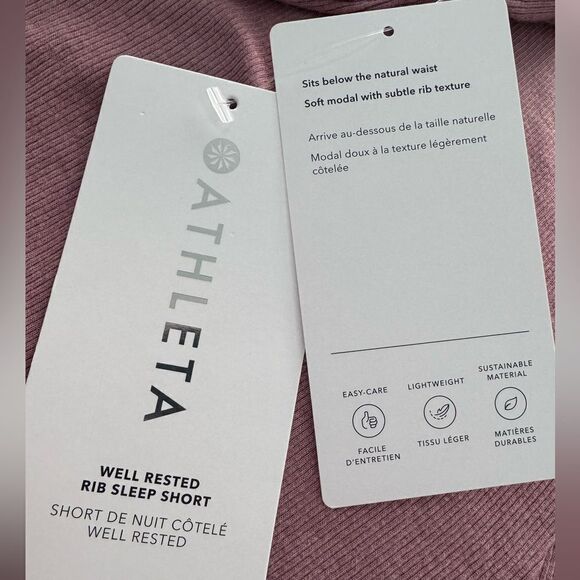 ATHLETA
WELL RESTED
RIB SLEEP SHORT
SHORT DE NUIT CÔTELÉ
WELL RESTED
Sits below the natural waist
Soft modal with subtle rib texture
Arrive au-dessous de la taille naturelle
Modal doux à la texture légèrement
côtelée
EASY-CARE
FACILE
D'ENTRETIEN
LIGHTWEIGHT
TISSU LÉGER
SUSTAINABLE
MATERIAL
MATIÈRES
DURABLES